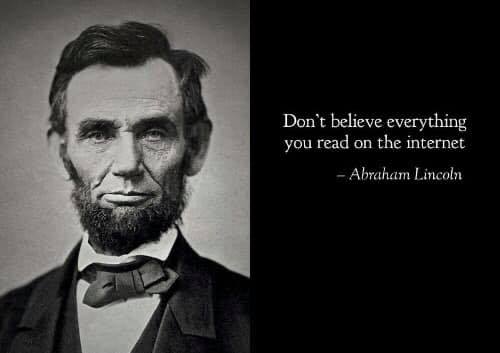 Don't believe everything
you read on the internet
– Abraham Lincoln